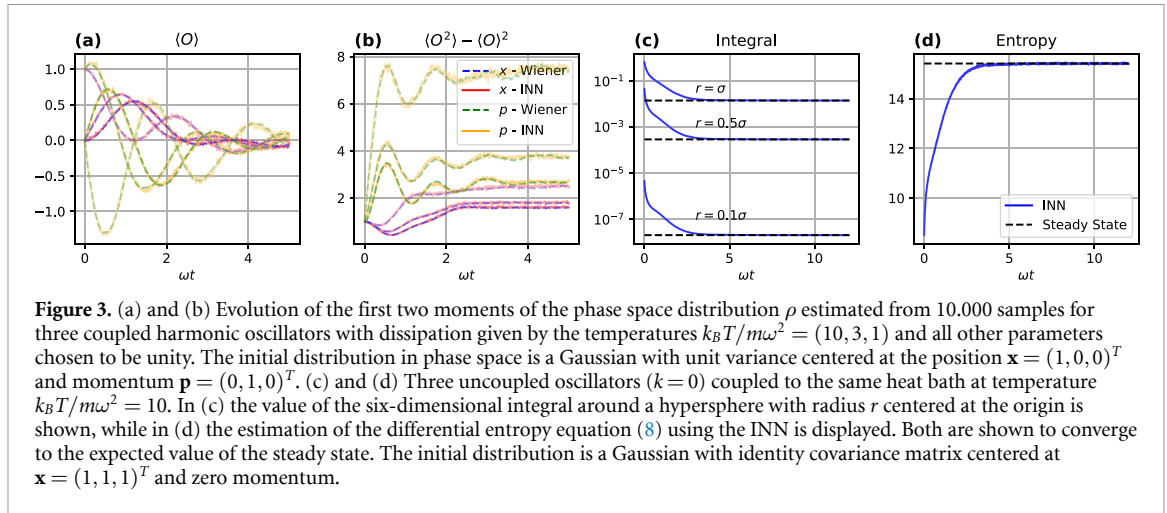 (a) ⟨O⟩ (b) ⟨O²⟩ − ⟨O⟩² (c) Integral (d) Entropy
1.0
0.5
0.0
−0.5
−1.0
0 2 4
ωt
8
6
4
2
0 2 4
ωt
x - Wiener
x - INN
p - Wiener
p - INN
10⁻¹
10⁻³
10⁻⁵
10⁻⁷
r = σ
r = 0.5σ
r = 0.1σ
0 5 10
ωt
14
12
10
INN
Steady State
0 5 10
ωt
Figure 3. (a) and (b) Evolution of the first two moments of the phase space distribution ρ estimated from 10.000 samples for
three coupled harmonic oscillators with dissipation given by the temperatures k_BT/mω² = (10, 3, 1) and all other parameters
chosen to be unity. The initial distribution in phase space is a Gaussian with unit variance centered at the position x = (1, 0, 0)ᵀ
and momentum p = (0, 1, 0)ᵀ. (c) and (d) Three uncoupled oscillators (k = 0) coupled to the same heat bath at temperature
k_BT/mω² = 10. In (c) the value of the six-dimensional integral around a hypersphere with radius r centered at the origin is
shown, while in (d) the estimation of the differential entropy equation (8) using the INN is displayed. Both are shown to converge
to the expected value of the steady state. The initial distribution is a Gaussian with identity covariance matrix centered at
x = (1, 1, 1)ᵀ and zero momentum.